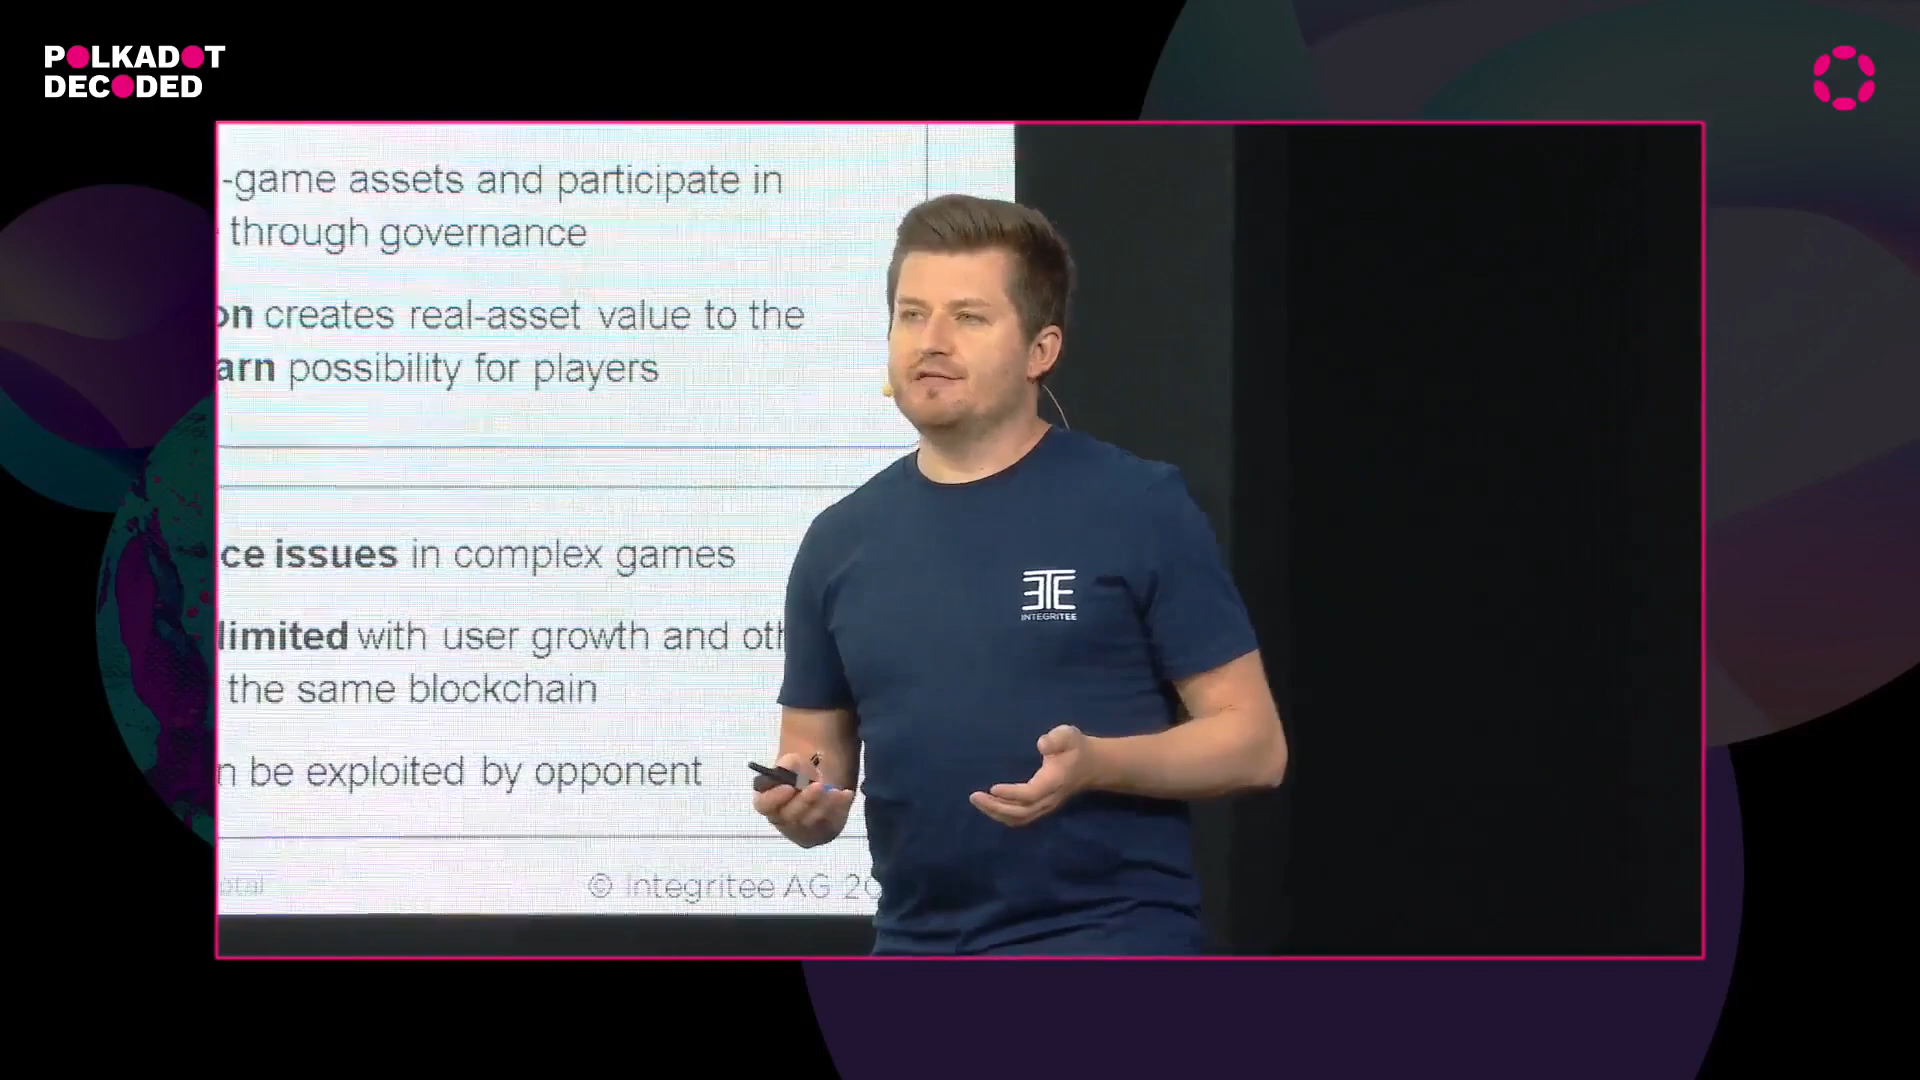 POLKADOT
DECODED
-game assets and participate in
through governance
on creates real-asset value to the
arn possibility for players
ce issues in complex games
limited with user growth and oth
the same blockchain
n be exploited by opponent
© Integritee AG 20
INTEGRITEE